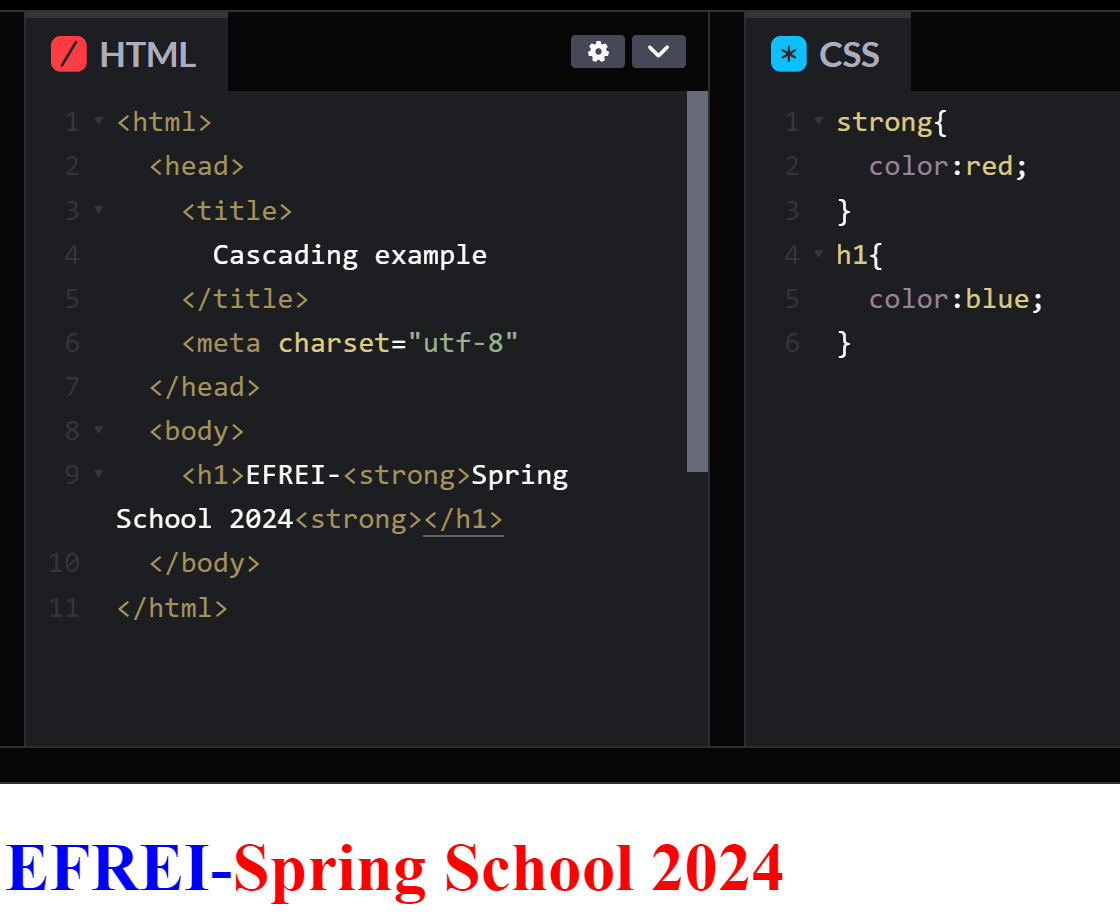 HTML
1 <html>
2 <head>
3 <title>
4 Cascading example
5 </title>
6 <meta charset="utf-8"
7 </head>
8 <body>
9 <h1>EFREI-<strong>Spring
School 2024<strong></h1>
10 </body>
11 </html>
* CSS
1 strong{
2 color:red;
3 }
4 h1{
5 color:blue;
6 }
EFREI-Spring School 2024